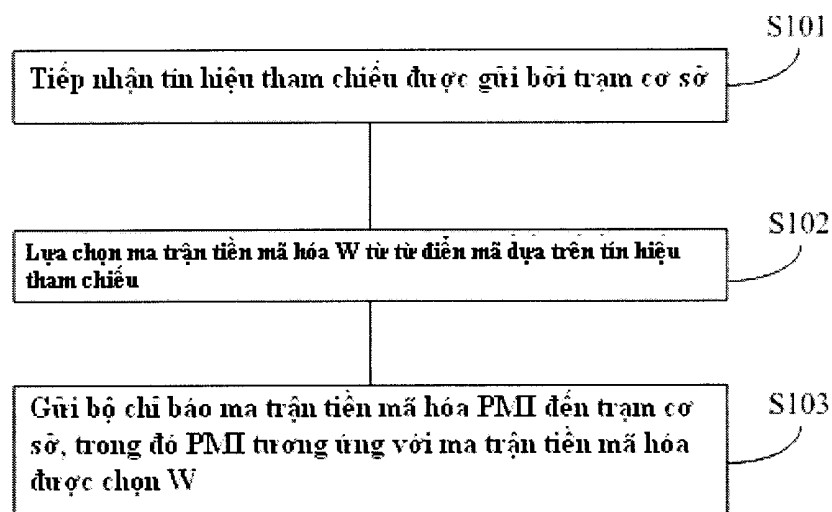 S101
Tiếp nhận tín hiệu tham chiếu được gửi bởi trạm cơ sở
S102
Lựa chọn ma trận tiền mã hóa W từ từ điển mã dựa trên tín hiệu
tham chiếu
S103
Gửi bộ chỉ báo ma trận tiền mã hóa PMI đến trạm cơ
sở, trong đó PMI tương ứng với ma trận tiền mã hóa
được chọn W